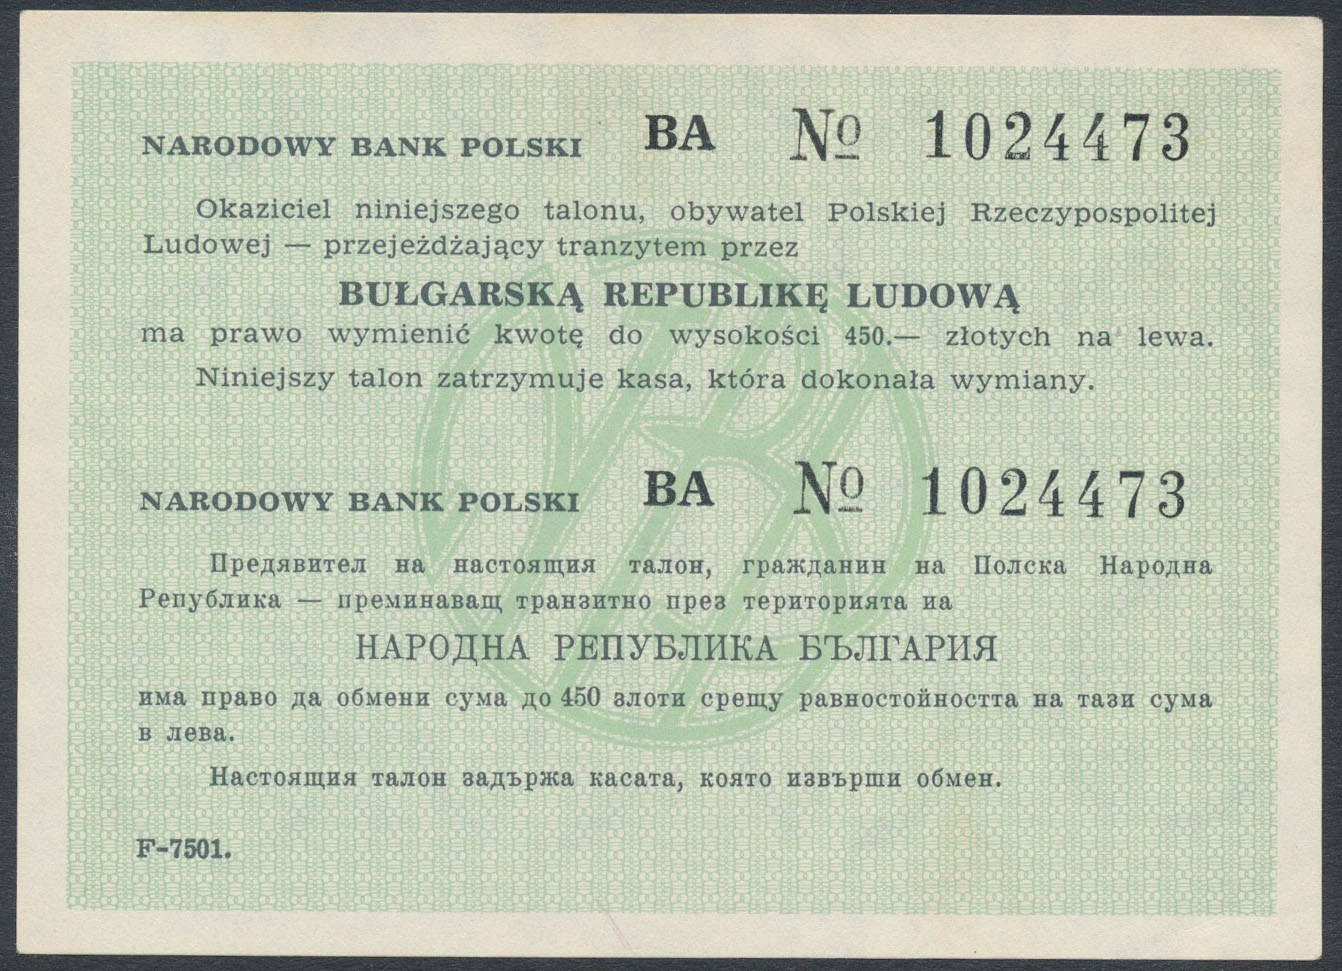 NARODOWY BANK POLSKI BA № 1024473
Okaziciel niniejszego talonu, obywatel Polskiej Rzeczypospolitej
Ludowej — przejeżdżający tranzytem przez
BUŁGARSKĄ REPUBLIKĘ LUDOWĄ
ma prawo wymienić kwotę do wysokości 450.— złotych na lewa.
Niniejszy talon zatrzymuje kasa, która dokonała wymiany.
NARODOWY BANK POLSKI BA № 1024473
Предявител на настоящия талон, гражданин на Полска Народна
Република — преминаващ транзитно през територията иа
НАРОДНА РЕПУБЛИКА БЪЛГАРИЯ
има право да обмени сума до 450 злоти срещу равностойността на тази сума
в лева.
Настоящия талон задържа касата, която извърши обмен.
F-7501.